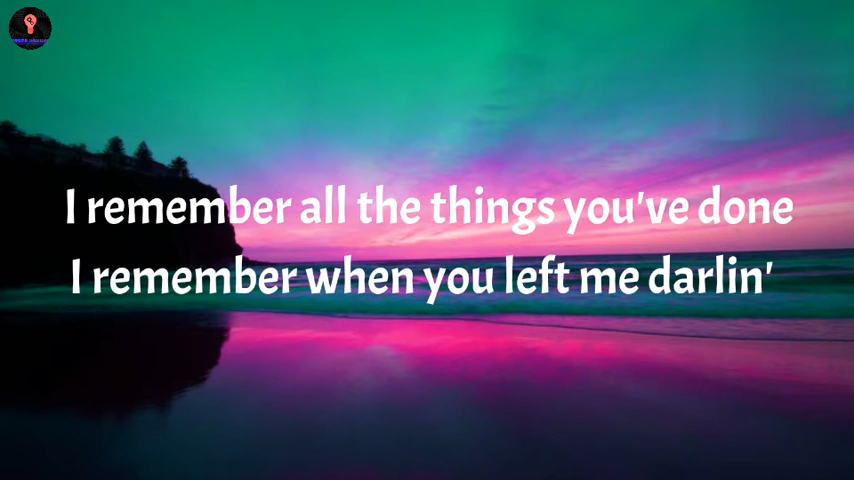 I remember all the things you've done
I remember when you left me darlin'